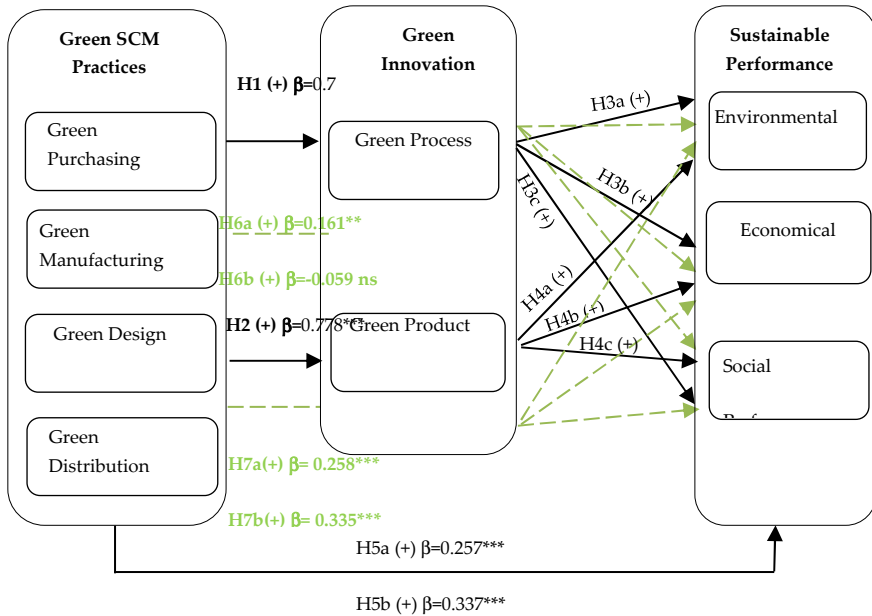 Green SCM
Practices
Green
Purchasing
Green
Manufacturing
Green Design
Green
Distribution
H1 (+) β=0.7
H6a (+) β=0.161**
H6b (+) β=-0.059 ns
H2 (+) β=0.778***
H7a(+) β= 0.258***
H7b(+) β= 0.335***
Green
Innovation
Green Process
Green Product
H3a (+)
H3b (+)
H3c (+)
H4a (+)
H4b (+)
H4c (+)
Sustainable
Performance
Environmental
Economical
Social
H5a (+) β=0.257***
H5b (+) β=0.337***